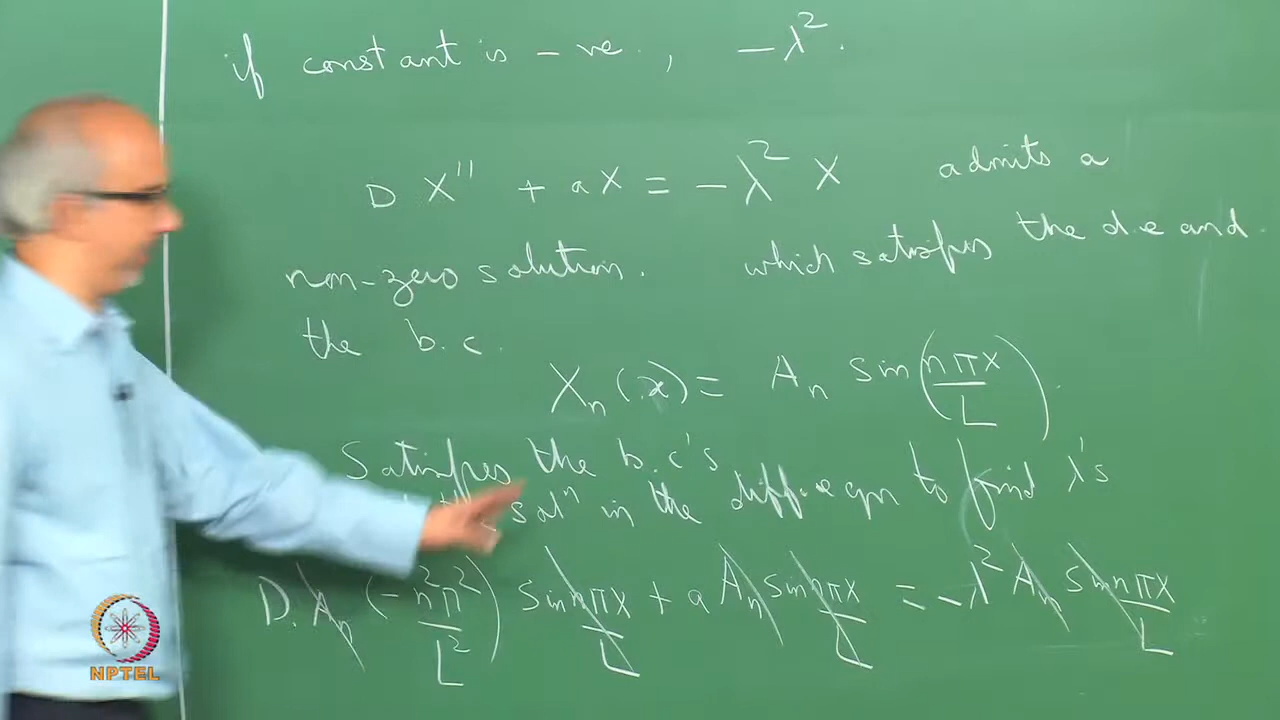 if constant is -ve , -λ².
D X'' + aX = -λ² X admits a
non-zero solution. which satisfies the d.e and
the b.c.
Xₙ(x) = Aₙ sin(nπx/L).
Satisfies the b.c's
solⁿ in the diff. eqn to find λ's
D.Aₙ (-n²π²/L²) sin nπx/L + a Aₙ sin nπx/L = -λ² Aₙ sin nπx/L
NPTEL